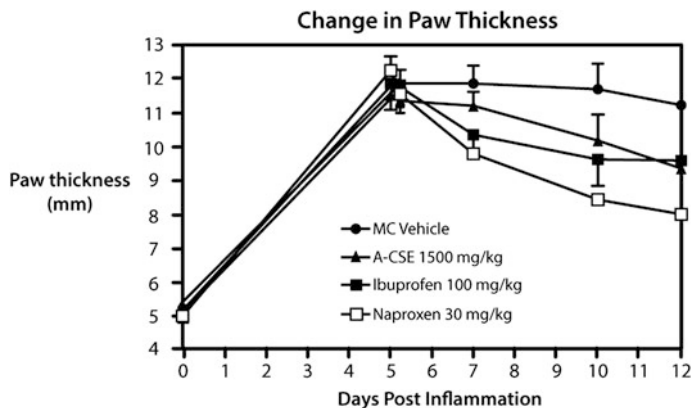 Change in Paw Thickness
13
12
11
10
9
8
7
6
5
4
Paw thickness
(mm)
MC Vehicle
A-CSE 1500 mg/kg
Ibuprofen 100 mg/kg
Naproxen 30 mg/kg
0 1 2 3 4 5 5 6 7 8 9 10 11 12
Days Post Inflammation